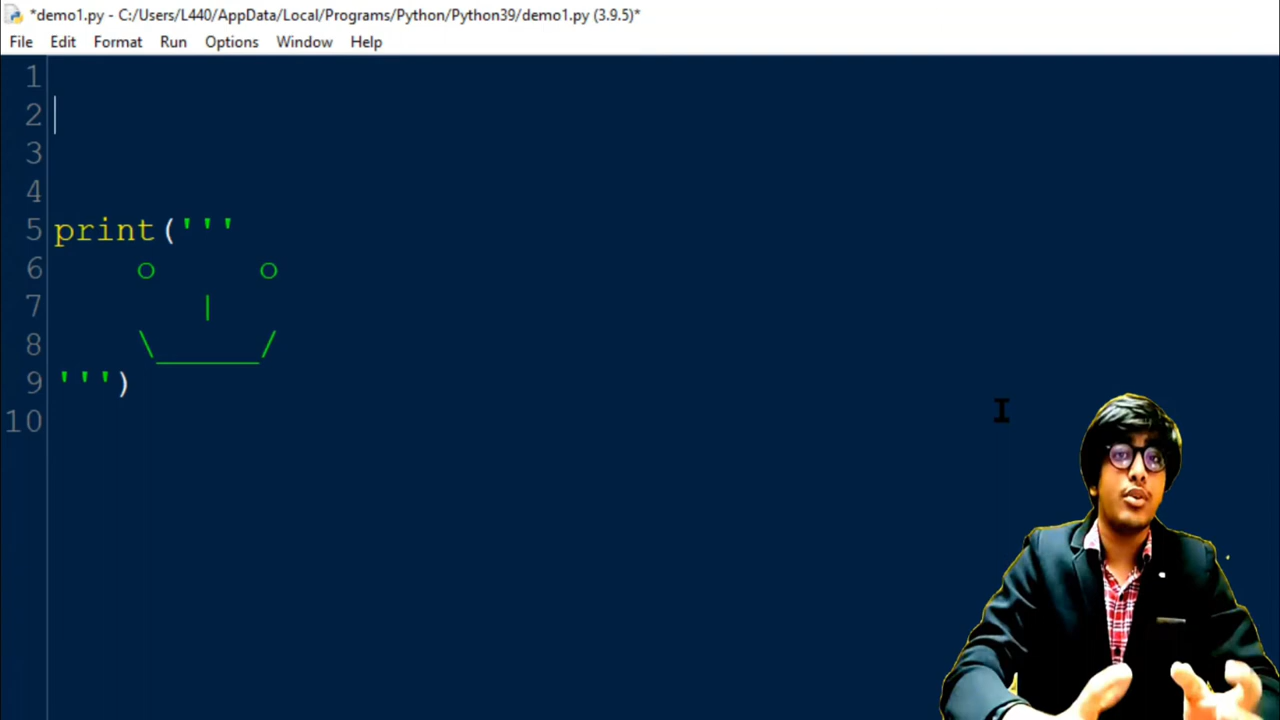 *demo1.py - C:/Users/L440/AppData/Local/Programs/Python/Python39/demo1.py (3.9.5)*
File Edit Format Run Options Window Help
1
2
3
4
5 print('''
6      o       o
7          |
8      \______/
9 ''')
10